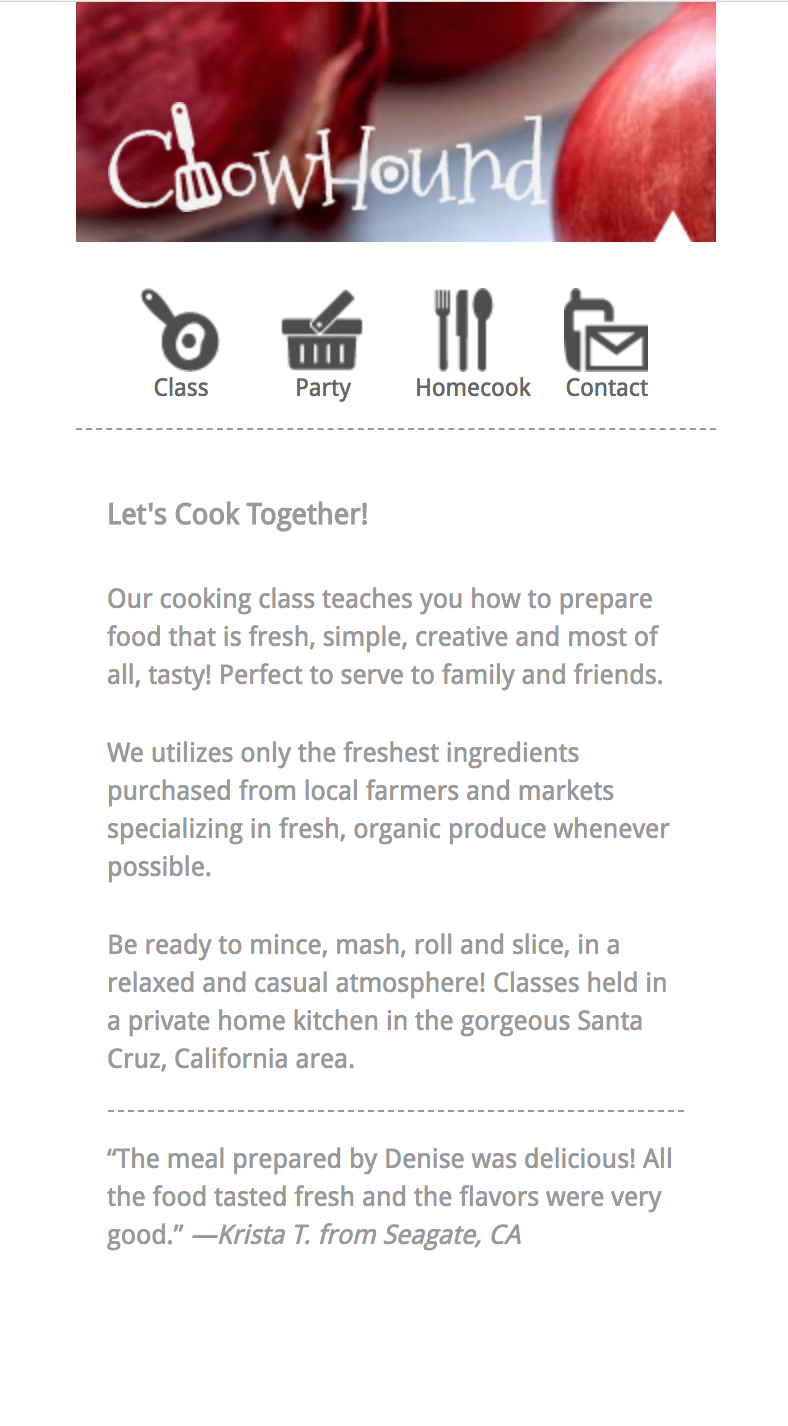 ChowHound
Class Party Homecook Contact
Let's Cook Together!
Our cooking class teaches you how to prepare
food that is fresh, simple, creative and most of
all, tasty! Perfect to serve to family and friends.
We utilizes only the freshest ingredients
purchased from local farmers and markets
specializing in fresh, organic produce whenever
possible.
Be ready to mince, mash, roll and slice, in a
relaxed and casual atmosphere! Classes held in
a private home kitchen in the gorgeous Santa
Cruz, California area.
“The meal prepared by Denise was delicious! All
the food tasted fresh and the flavors were very
good.” —Krista T. from Seagate, CA